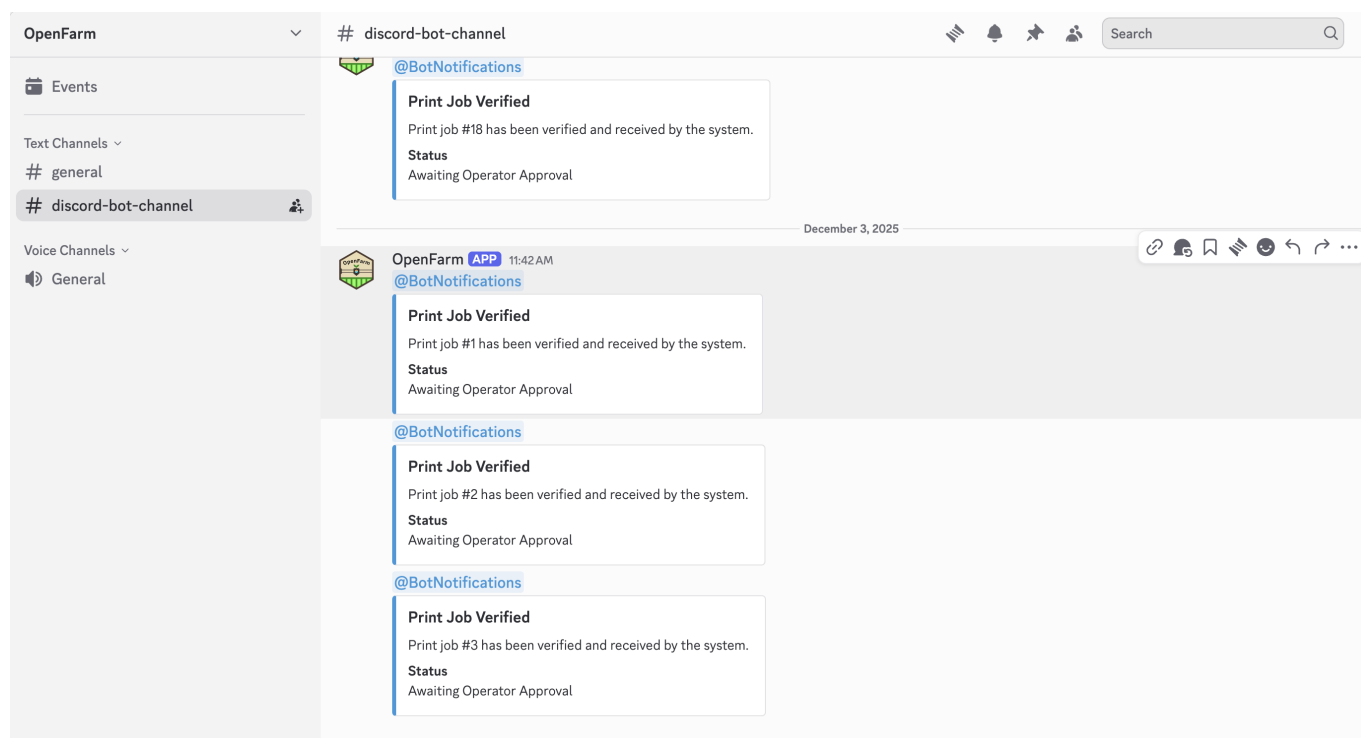 OpenFarm
# discord-bot-channel
Search
Events
Text Channels
# general
# discord-bot-channel
Voice Channels
General
@BotNotifications
Print Job Verified
Print job #18 has been verified and received by the system.
Status
Awaiting Operator Approval
December 3, 2025
OpenFarm APP 11:42 AM
@BotNotifications
Print Job Verified
Print job #1 has been verified and received by the system.
Status
Awaiting Operator Approval
@BotNotifications
Print Job Verified
Print job #2 has been verified and received by the system.
Status
Awaiting Operator Approval
@BotNotifications
Print Job Verified
Print job #3 has been verified and received by the system.
Status
Awaiting Operator Approval